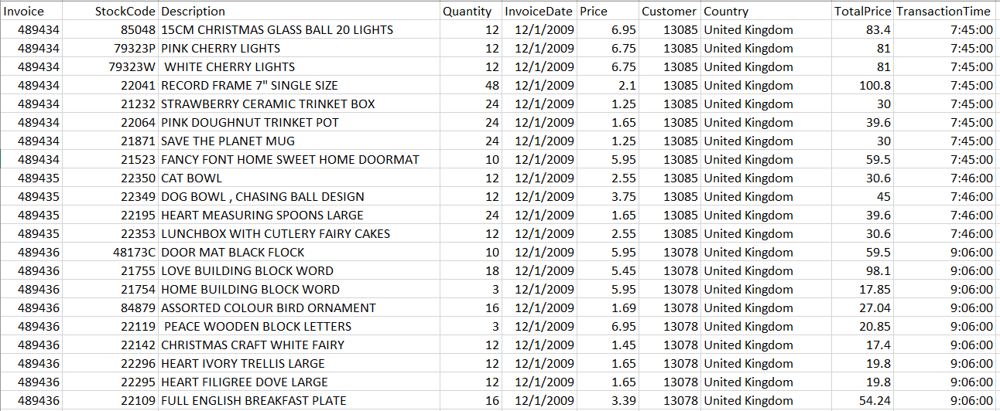 Invoice StockCode Description Quantity InvoiceDate Price Customer Country TotalPrice TransactionTime
489434 85048 15CM CHRISTMAS GLASS BALL 20 LIGHTS 12 12/1/2009 6.95 13085 United Kingdom 83.4 7:45:00
489434 79323P PINK CHERRY LIGHTS 12 12/1/2009 6.75 13085 United Kingdom 81 7:45:00
489434 79323W WHITE CHERRY LIGHTS 12 12/1/2009 6.75 13085 United Kingdom 81 7:45:00
489434 22041 RECORD FRAME 7" SINGLE SIZE 48 12/1/2009 2.1 13085 United Kingdom 100.8 7:45:00
489434 21232 STRAWBERRY CERAMIC TRINKET BOX 24 12/1/2009 1.25 13085 United Kingdom 30 7:45:00
489434 22064 PINK DOUGHNUT TRINKET POT 24 12/1/2009 1.65 13085 United Kingdom 39.6 7:45:00
489434 21871 SAVE THE PLANET MUG 24 12/1/2009 1.25 13085 United Kingdom 30 7:45:00
489434 21523 FANCY FONT HOME SWEET HOME DOORMAT 10 12/1/2009 5.95 13085 United Kingdom 59.5 7:45:00
489435 22350 CAT BOWL 12 12/1/2009 2.55 13085 United Kingdom 30.6 7:46:00
489435 22349 DOG BOWL , CHASING BALL DESIGN 12 12/1/2009 3.75 13085 United Kingdom 45 7:46:00
489435 22195 HEART MEASURING SPOONS LARGE 24 12/1/2009 1.65 13085 United Kingdom 39.6 7:46:00
489435 22353 LUNCHBOX WITH CUTLERY FAIRY CAKES 12 12/1/2009 2.55 13085 United Kingdom 30.6 7:46:00
489436 48173C DOOR MAT BLACK FLOCK 10 12/1/2009 5.95 13078 United Kingdom 59.5 9:06:00
489436 21755 LOVE BUILDING BLOCK WORD 18 12/1/2009 5.45 13078 United Kingdom 98.1 9:06:00
489436 21754 HOME BUILDING BLOCK WORD 3 12/1/2009 5.95 13078 United Kingdom 17.85 9:06:00
489436 84879 ASSORTED COLOUR BIRD ORNAMENT 16 12/1/2009 1.69 13078 United Kingdom 27.04 9:06:00
489436 22119 PEACE WOODEN BLOCK LETTERS 3 12/1/2009 6.95 13078 United Kingdom 20.85 9:06:00
489436 22142 CHRISTMAS CRAFT WHITE FAIRY 12 12/1/2009 1.45 13078 United Kingdom 17.4 9:06:00
489436 22296 HEART IVORY TRELLIS LARGE 12 12/1/2009 1.65 13078 United Kingdom 19.8 9:06:00
489436 22295 HEART FILIGREE DOVE LARGE 12 12/1/2009 1.65 13078 United Kingdom 19.8 9:06:00
489436 22109 FULL ENGLISH BREAKFAST PLATE 16 12/1/2009 3.39 13078 United Kingdom 54.24 9:06:00